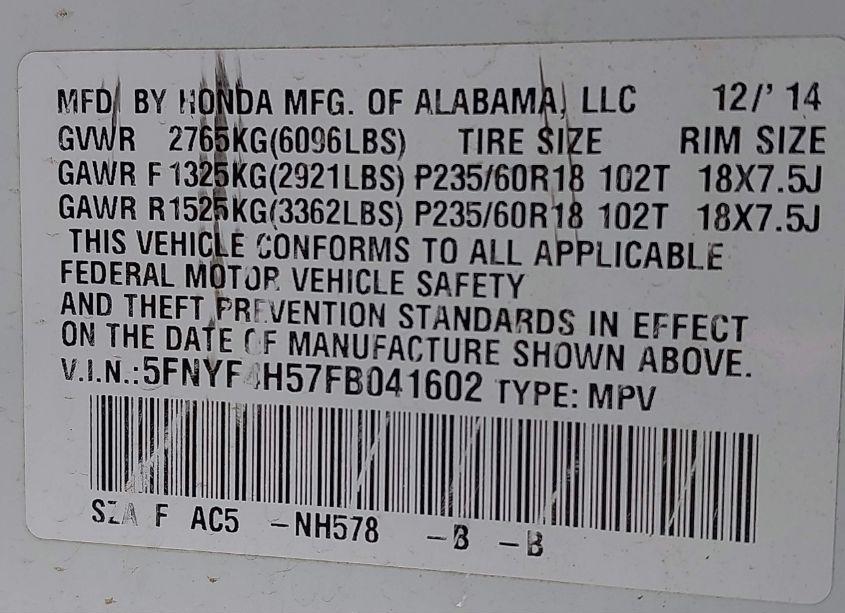 MFD BY HONDA MFG. OF ALABAMA, LLC 12/' 14
GVWR 2765KG(6096LBS) TIRE SIZE RIM SIZE
GAWR F 1325KG(2921LBS) P235/60R18 102T 18X7.5J
GAWR R1525KG(3362LBS) P235/60R18 102T 18X7.5J
THIS VEHICLE CONFORMS TO ALL APPLICABLE
FEDERAL MOTOR VEHICLE SAFETY
AND THEFT PREVENTION STANDARDS IN EFFECT
ON THE DATE OF MANUFACTURE SHOWN ABOVE.
V.I.N.:5FNYF4H57FB041602 TYPE: MPV
SZA F AC5 -NH578 -B -B